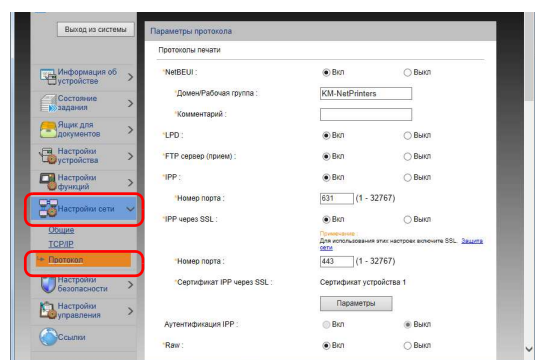 Выход из системы
Информация об
устройстве
Состояние
задания
Ящик для
документов
Настройки
устройства
Настройки
функций
Настройки сети
Общие
TCP/IP
Протокол
Настройки
безопасности
Настройки
управления
Ссылки
Параметры протокола
Протоколы печати
*NetBEUI : Вкл Выкл
*Домен/Рабочая группа : KM-NetPrinters
*Комментарий :
*LPD : Вкл Выкл
*FTP сервер (прием) : Вкл Выкл
*IPP : Вкл Выкл
*Номер порта : 631 (1 - 32767)
*IPP через SSL : Вкл Выкл
Примечание :
Для использования этих настроек включите SSL. Защита
сети
*Номер порта : 443 (1 - 32767)
*Сертификат IPP через SSL : Сертификат устройства 1
Параметры
Аутентификация IPP : Вкл Выкл
*Raw : Вкл Выкл